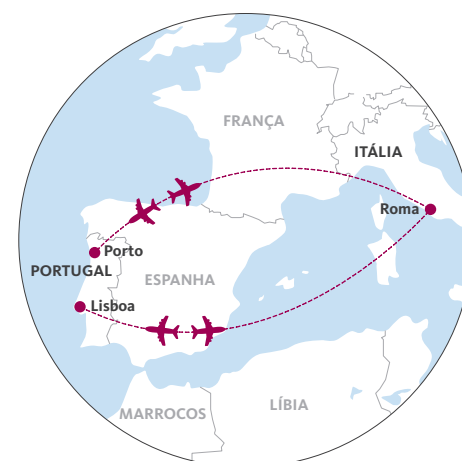 FRANÇA
ITÁLIA
Roma
Porto
PORTUGAL
ESPANHA
Lisboa
MARROCOS
LÍBIA